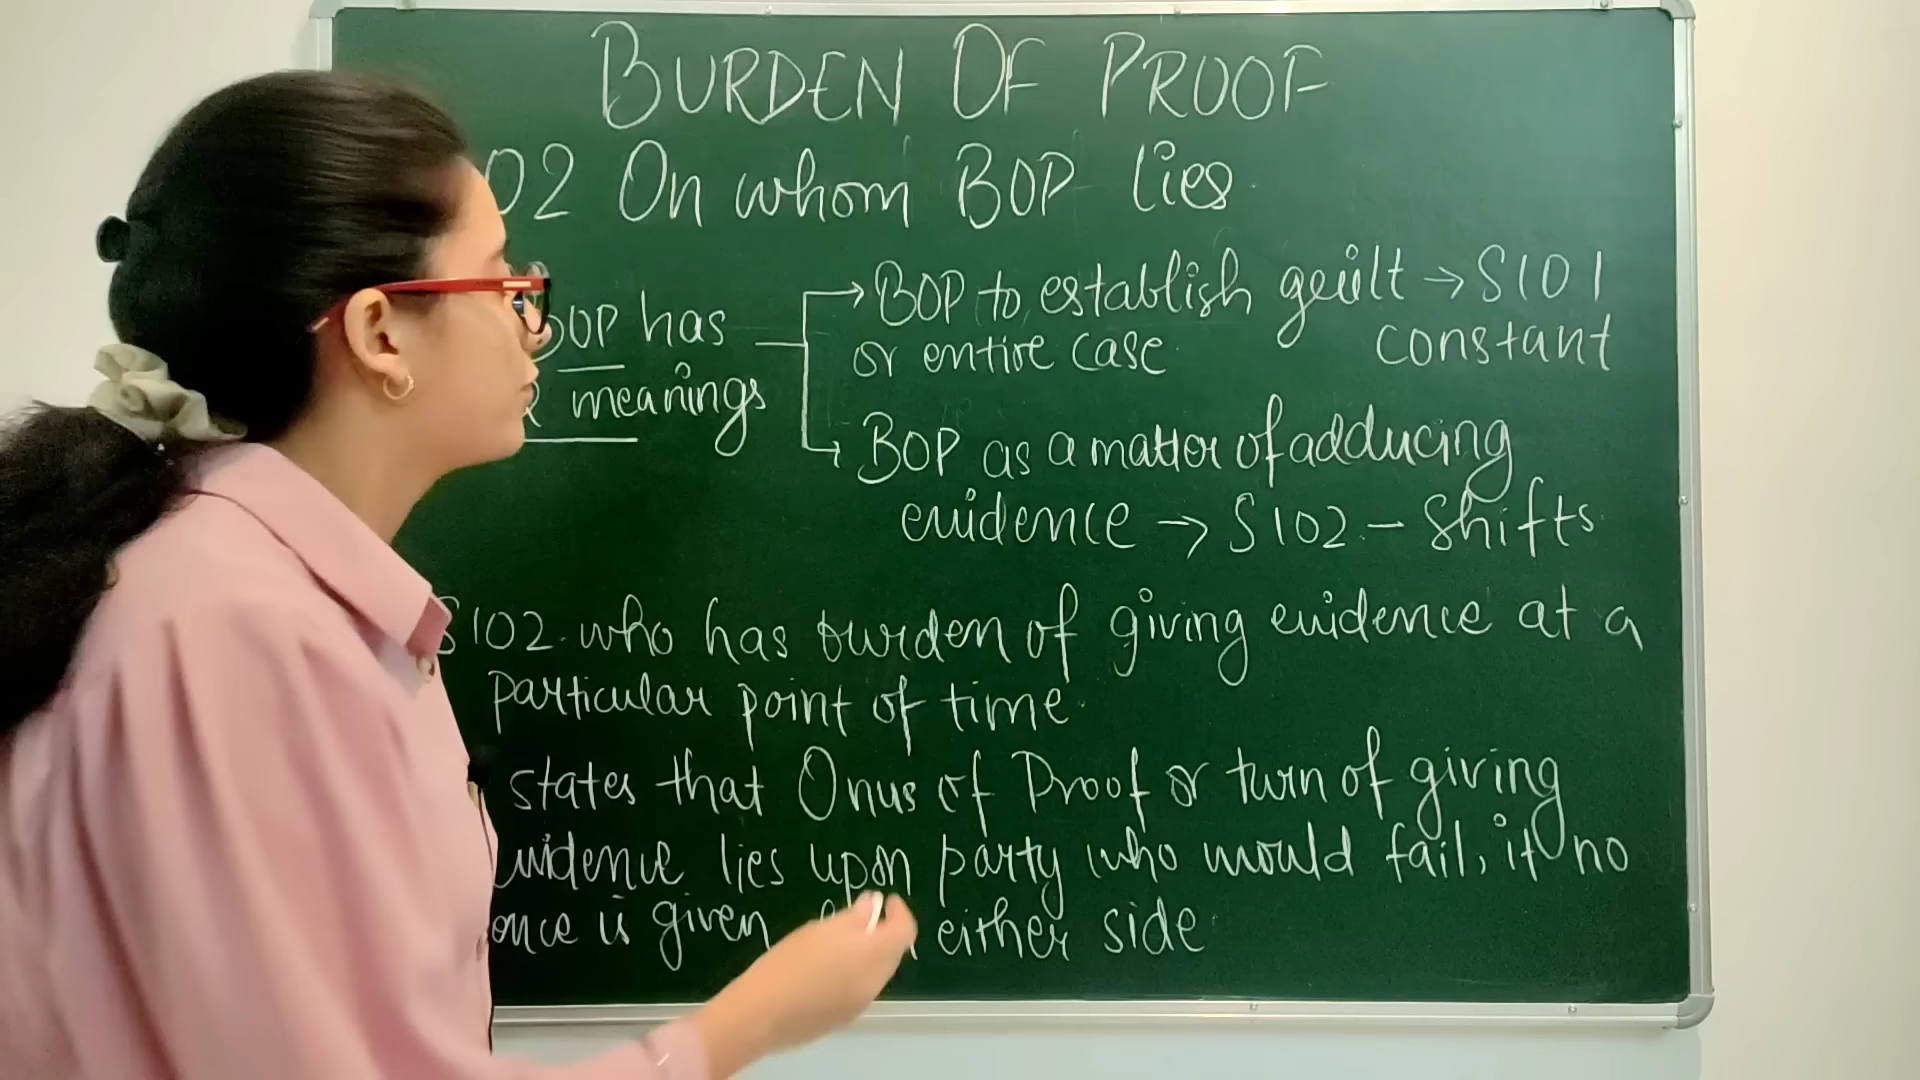 BURDEN OF PROOF
02 On whom BOP lies
BOP has
2 meanings
→ BOP to establish guilt → S101
or entire case constant
→ BOP as a matter of adducing
evidence → S102 - Shifts
S102. who has burden of giving evidence at a
particular point of time.
states that Onus of Proof or turn of giving
evidence lies upon party who would fail, if no
ence is given either side